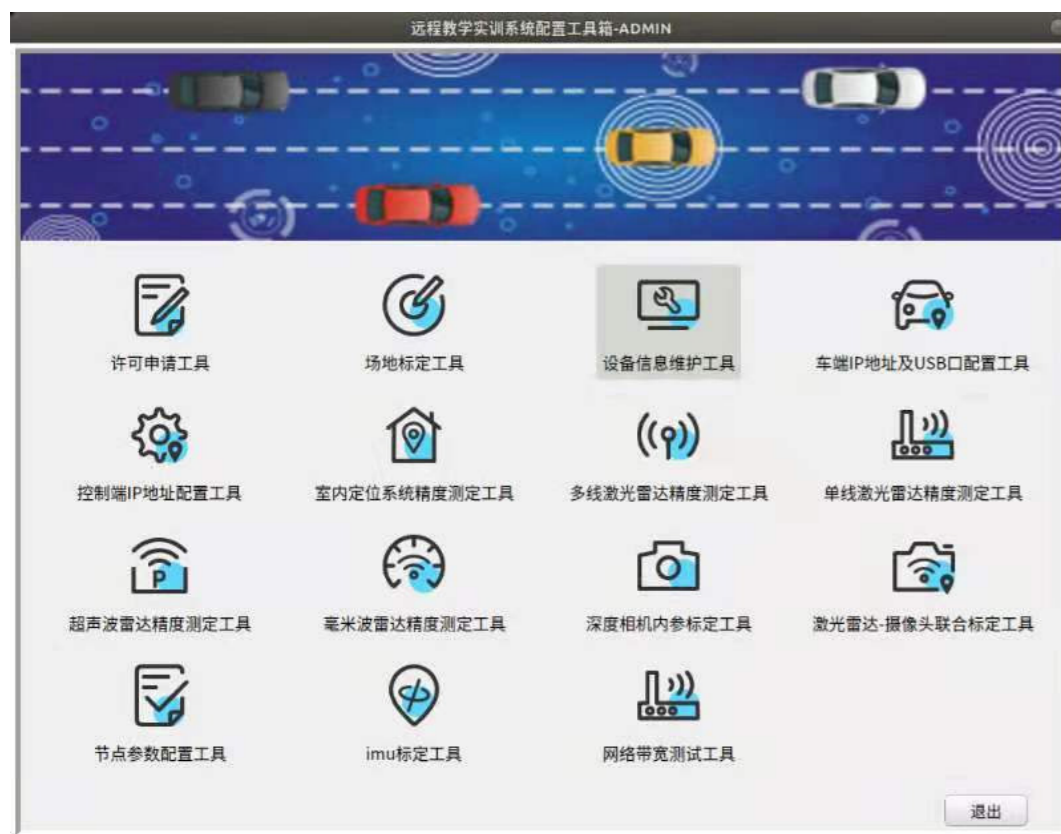 远程教学实训系统配置工具箱-ADMIN
许可申请工具
场地标定工具
设备信息维护工具
车端IP地址及USB口配置工具
控制端IP地址配置工具
室内定位系统精度测定工具
多线激光雷达精度测定工具
单线激光雷达精度测定工具
P
超声波雷达精度测定工具
毫米波雷达精度测定工具
深度相机内参标定工具
激光雷达-摄像头联合标定工具
节点参数配置工具
imu标定工具
网络带宽测试工具
退出